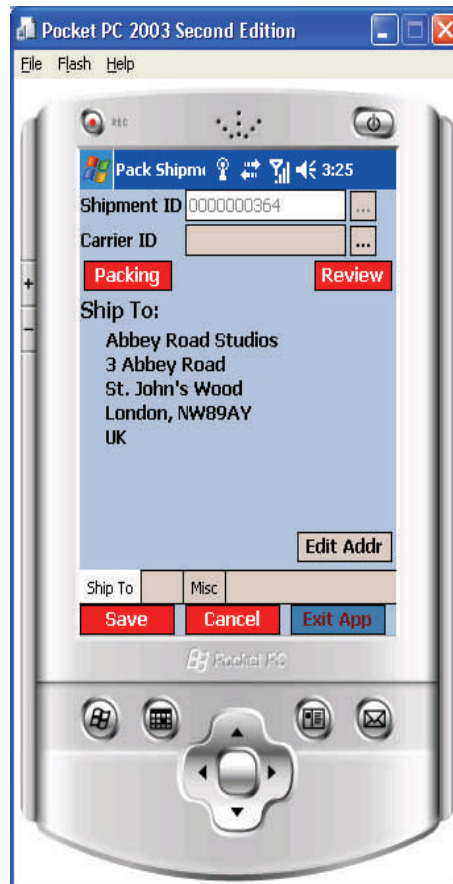 Pocket PC 2003 Second Edition
File Flash Help
REC
Pack Shipm 3:25
Shipment ID 0000000364 ...
Carrier ID ...
Packing Review
Ship To:
Abbey Road Studios
3 Abbey Road
St. John's Wood
London, NW89AY
UK
Edit Addr
Ship To Misc
Save Cancel Exit App
Pocket PC
+
-